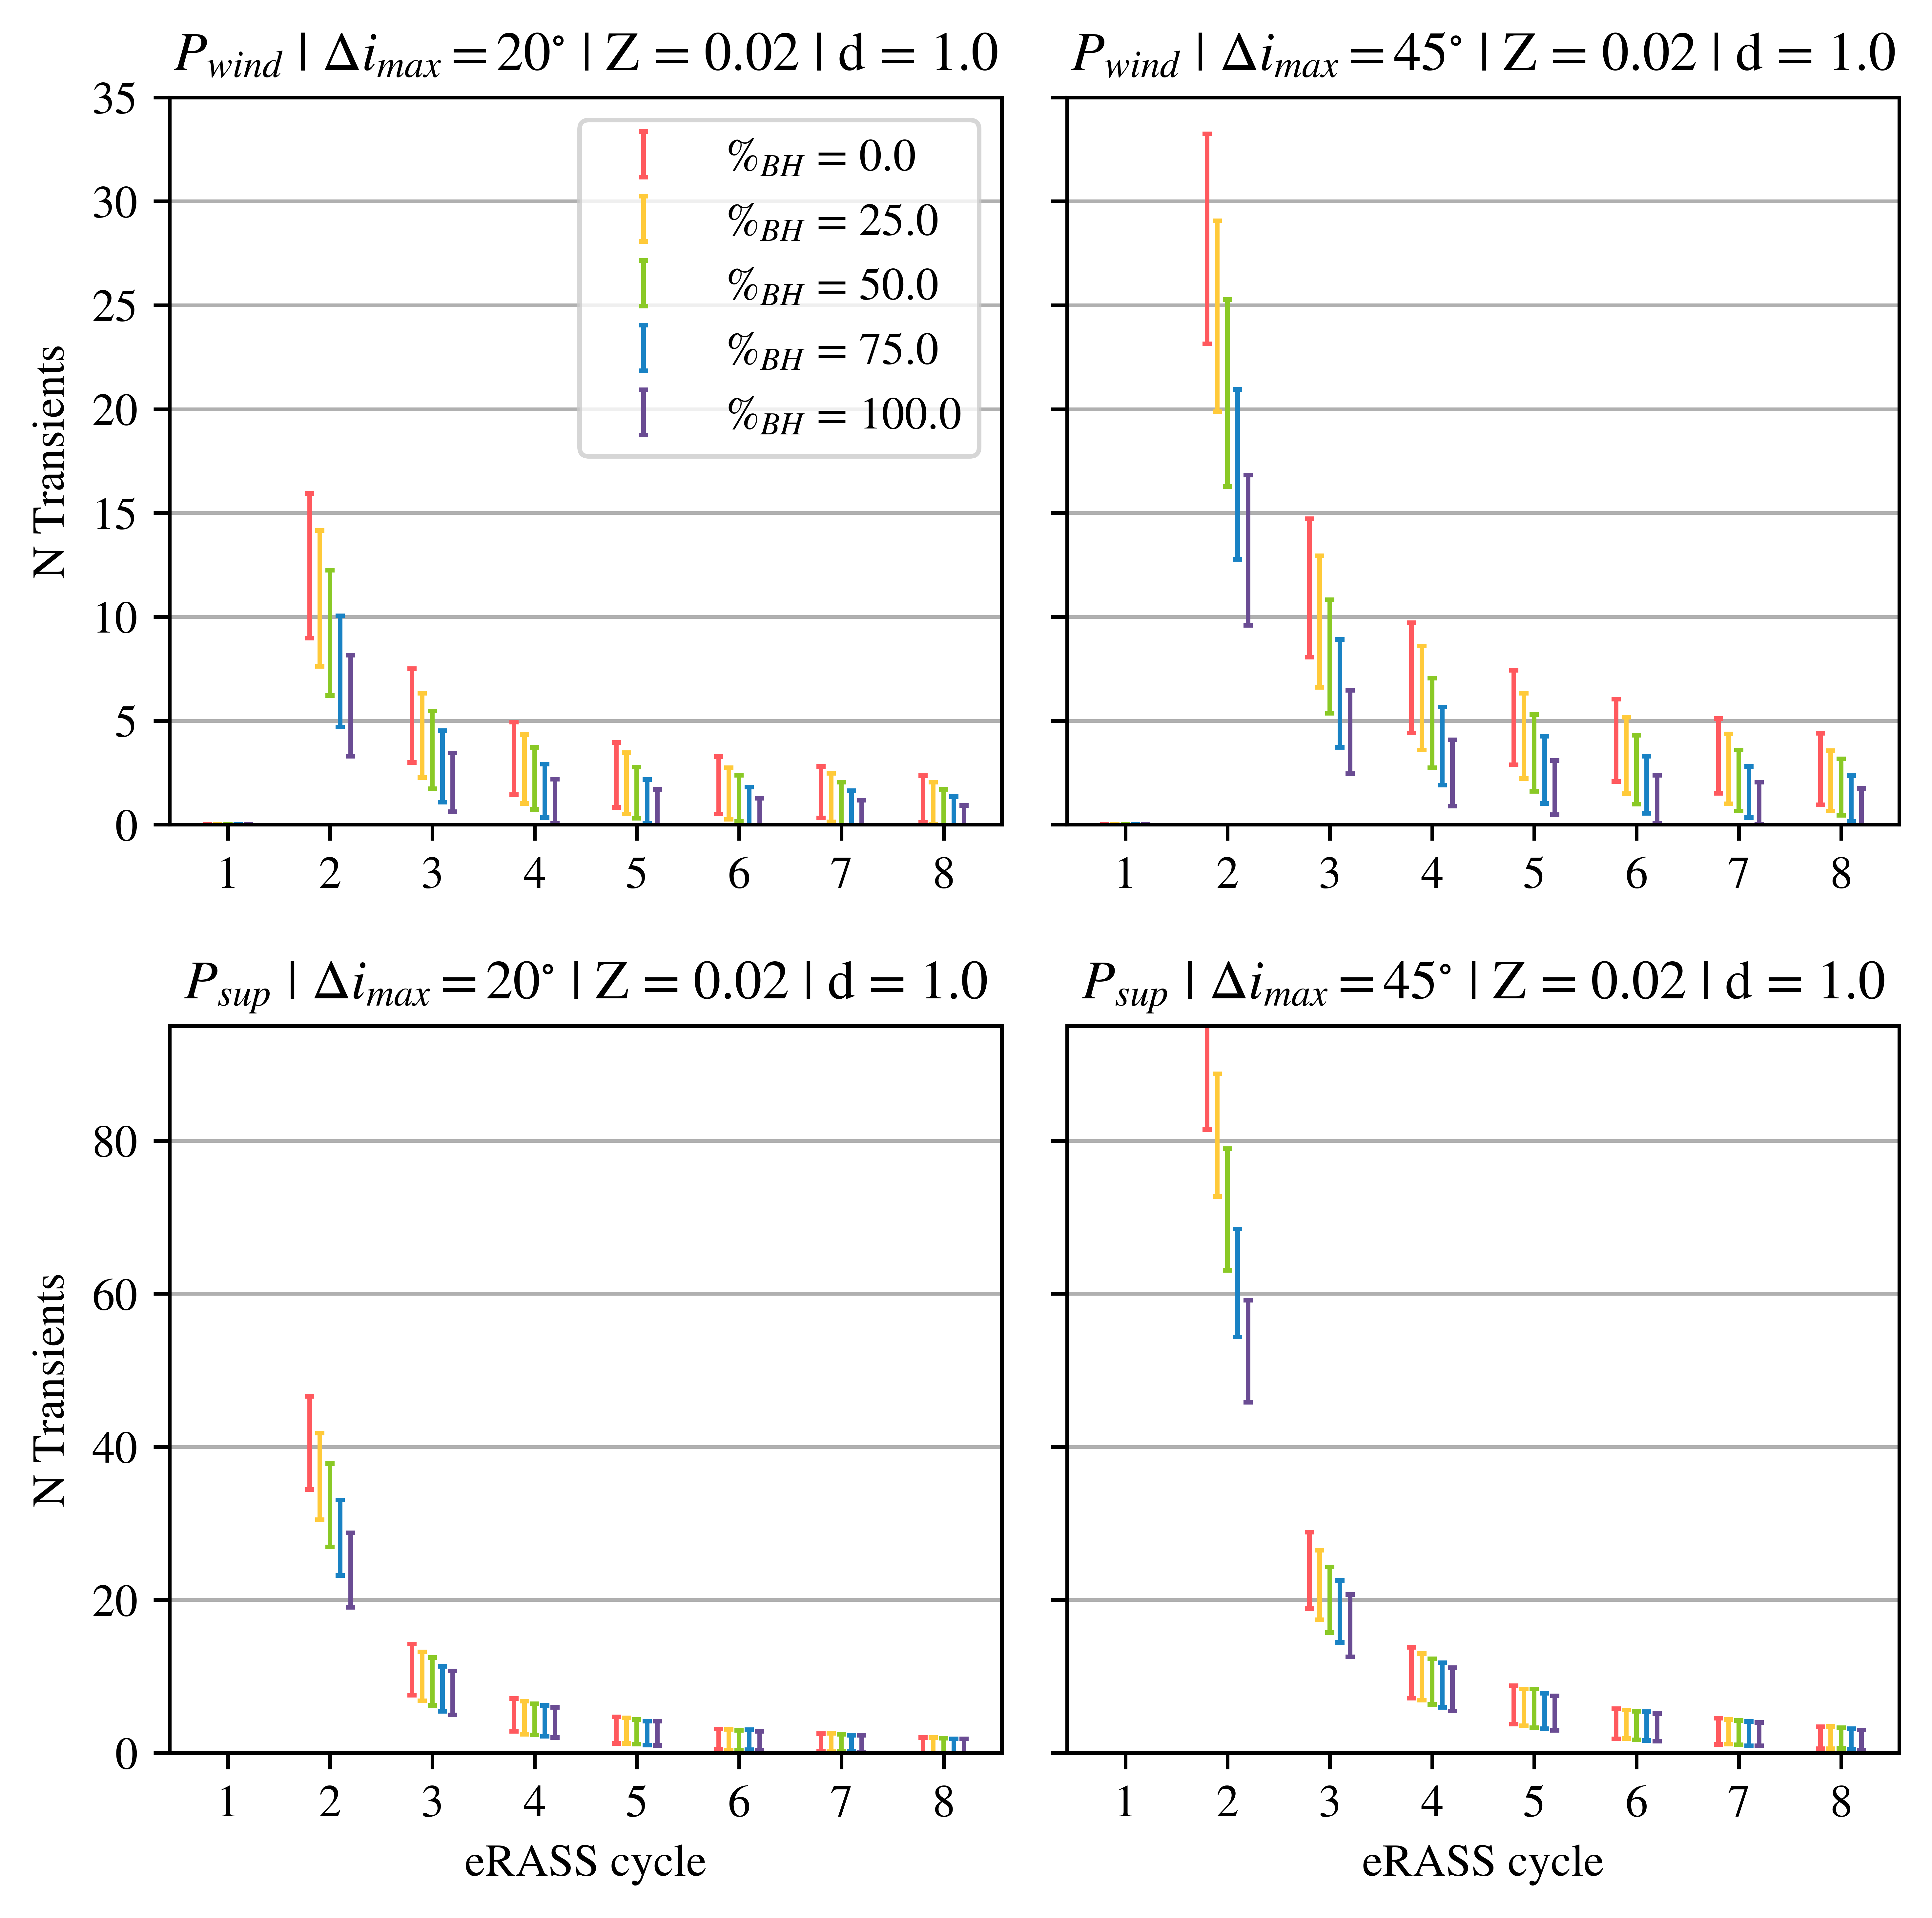 P_wind | Δi_max = 20° | Z = 0.02 | d = 1.0
P_wind | Δi_max = 45° | Z = 0.02 | d = 1.0
35
30
25
20
15
10
5
0
N Transients
%_BH = 0.0
%_BH = 25.0
%_BH = 50.0
%_BH = 75.0
%_BH = 100.0
1 2 3 4 5 6 7 8
1 2 3 4 5 6 7 8
P_sup | Δi_max = 20° | Z = 0.02 | d = 1.0
P_sup | Δi_max = 45° | Z = 0.02 | d = 1.0
80
60
40
20
0
N Transients
1 2 3 4 5 6 7 8
1 2 3 4 5 6 7 8
eRASS cycle
eRASS cycle